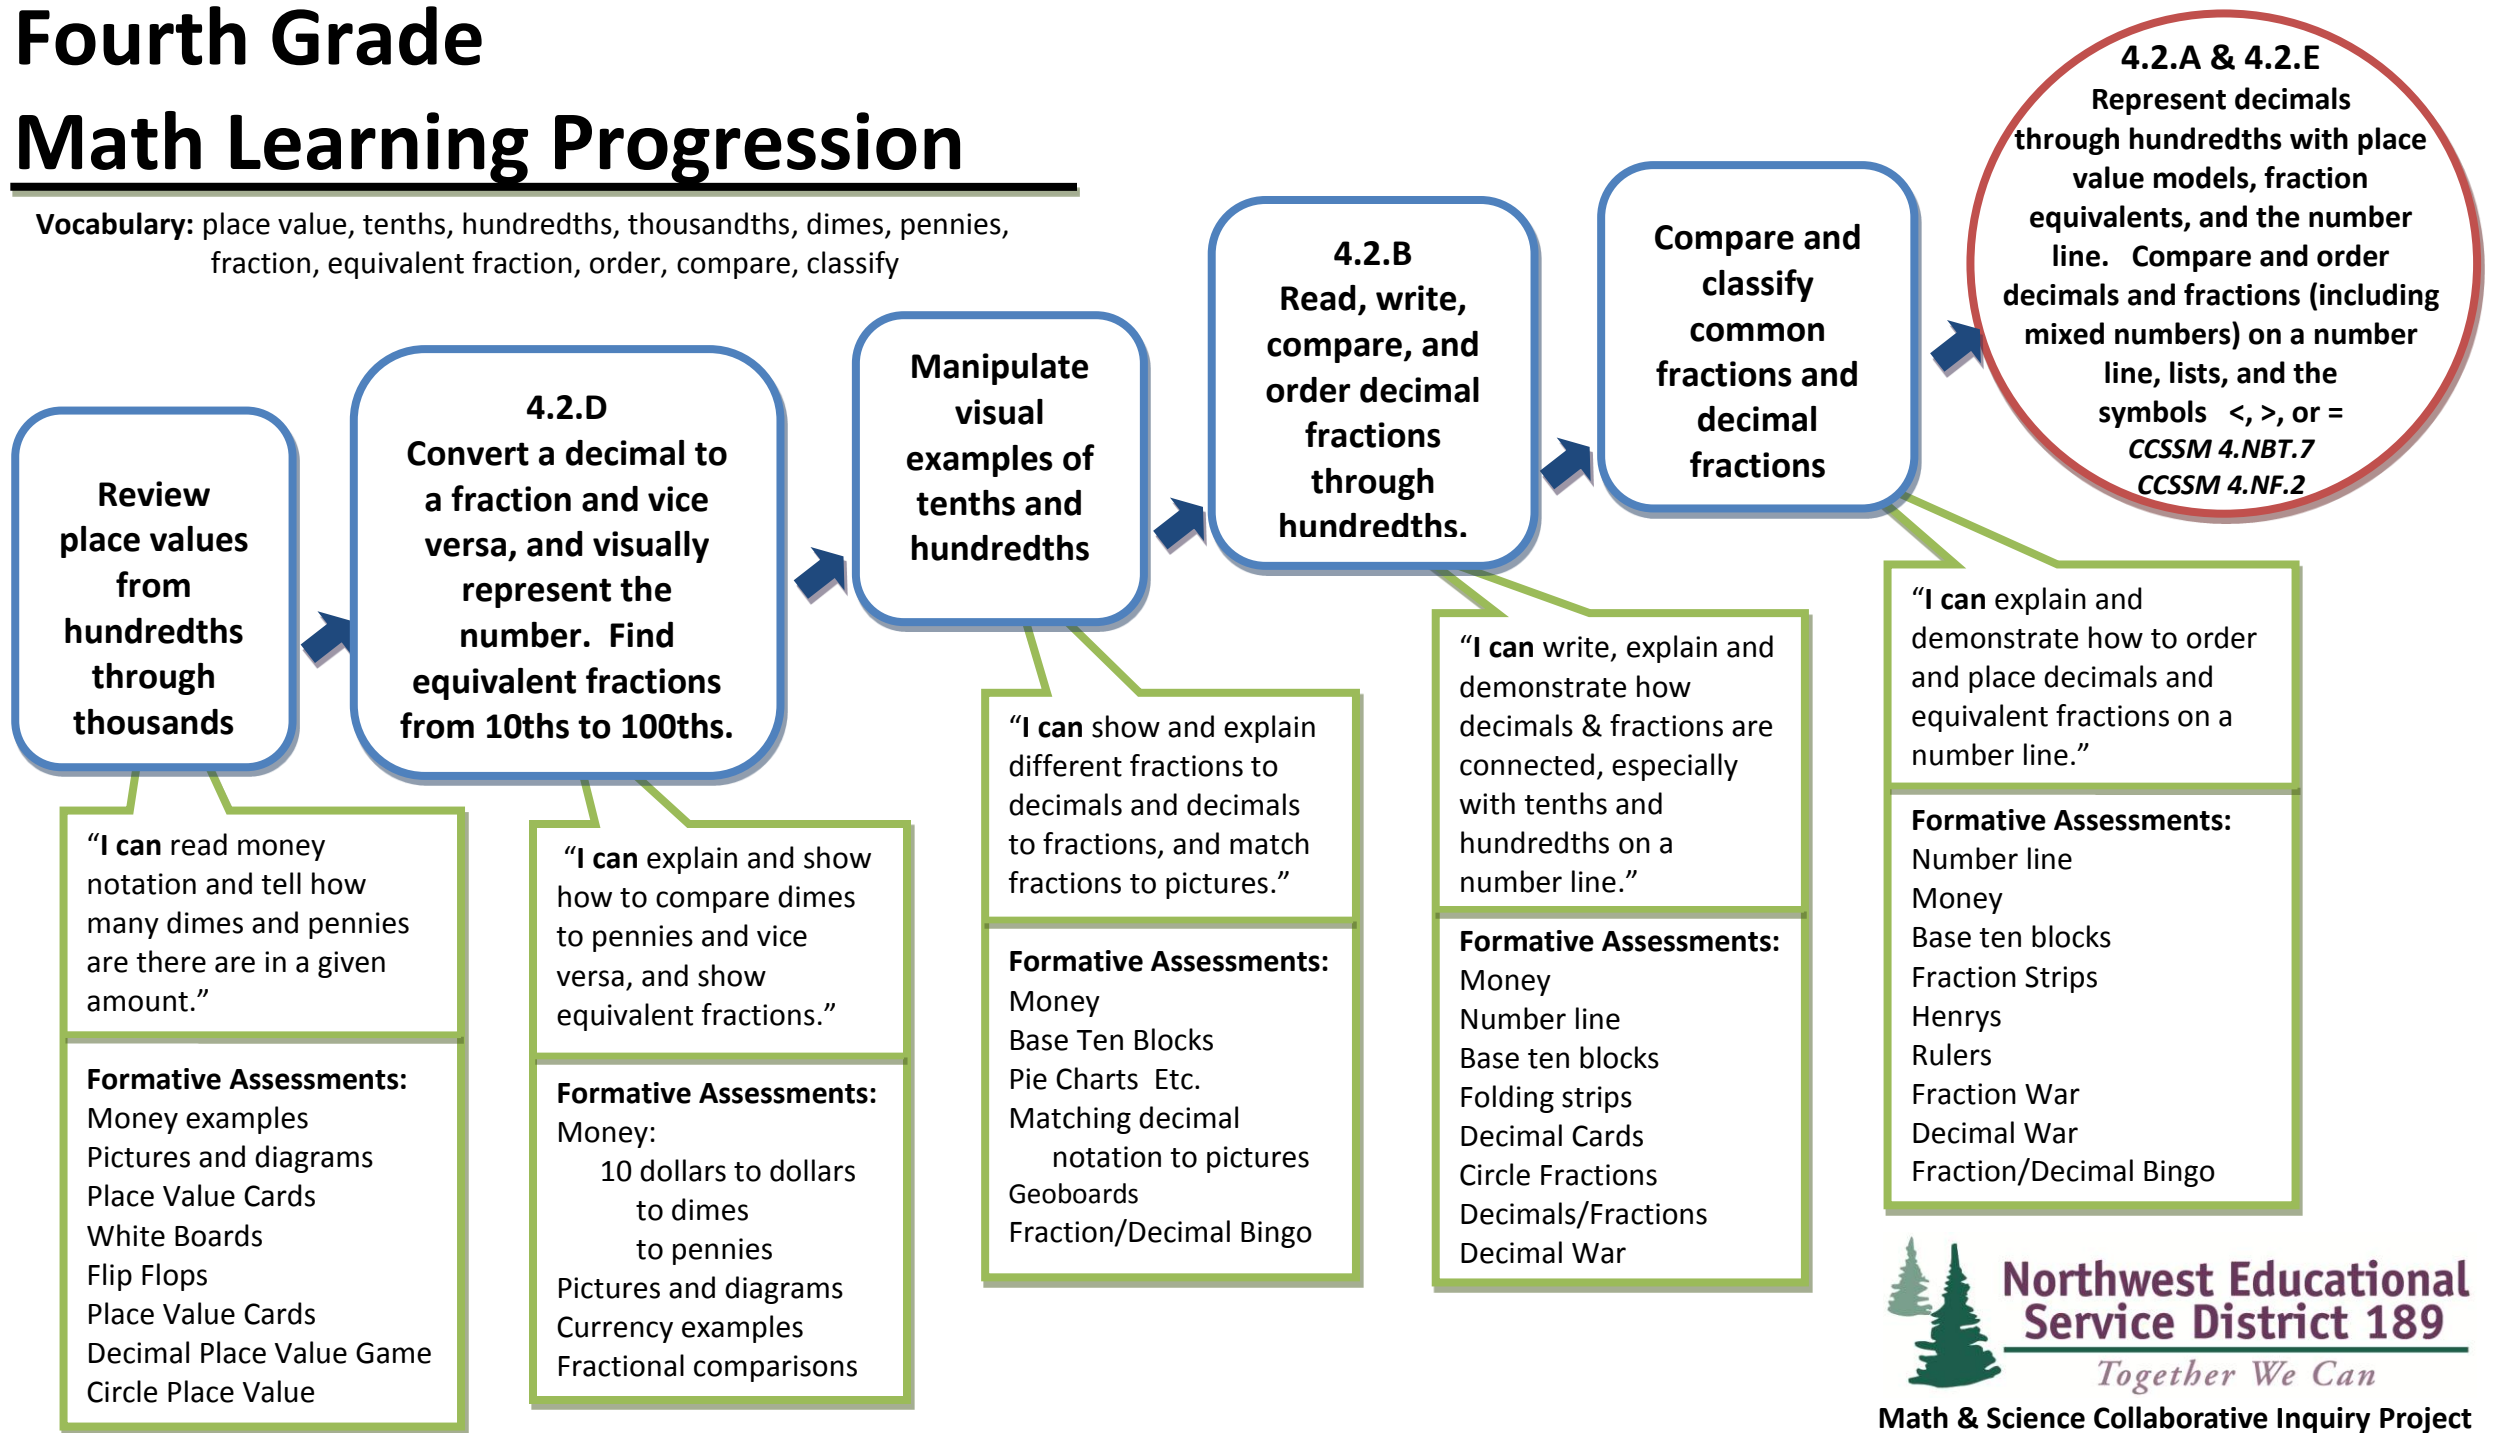 Fourth Grade
Math Learning Progression
Vocabulary: place value, tenths, hundredths, thousandths, dimes, pennies,
fraction, equivalent fraction, order, compare, classify
Review
place values
from
hundredths
through
thousands
"I can read money
notation and tell how
many dimes and pennies
are there are in a given
amount."
Formative Assessments:
Money examples
Pictures and diagrams
Place Value Cards
White Boards
Flip Flops
Place Value Cards
Decimal Place Value Game
Circle Place Value
4.2.D
Convert a decimal to
a fraction and vice
versa, and visually
represent the
number.  Find
equivalent fractions
from 10ths to 100ths.
"I can explain and show
how to compare dimes
to pennies and vice
versa, and show
equivalent fractions."
Formative Assessments:
Money:
10 dollars to dollars
to dimes
to pennies
Pictures and diagrams
Currency examples
Fractional comparisons
Manipulate
visual
examples of
tenths and
hundredths
"I can show and explain
different fractions to
decimals and decimals
to fractions, and match
fractions to pictures."
Formative Assessments:
Money
Base Ten Blocks
Pie Charts  Etc.
Matching decimal
notation to pictures
Geoboards
Fraction/Decimal Bingo
4.2.B
Read, write,
compare, and
order decimal
fractions
through
hundredths.
"I can write, explain and
demonstrate how
decimals & fractions are
connected, especially
with tenths and
hundredths on a
number line."
Formative Assessments:
Money
Number line
Base ten blocks
Folding strips
Decimal Cards
Circle Fractions
Decimals/Fractions
Decimal War
Compare and
classify
common
fractions and
decimal
fractions
"I can explain and
demonstrate how to order
and place decimals and
equivalent fractions on a
number line."
Formative Assessments:
Number line
Money
Base ten blocks
Fraction Strips
Henrys
Rulers
Fraction War
Decimal War
Fraction/Decimal Bingo
4.2.A & 4.2.E
Represent decimals
through hundredths with place
value models, fraction
equivalents, and the number
line.   Compare and order
decimals and fractions (including
mixed numbers) on a number
line, lists, and the
symbols   <, >, or =
CCSSM 4.NBT.7
CCSSM 4.NF.2
Northwest Educational
Service District 189
Together We Can
Math & Science Collaborative Inquiry Project